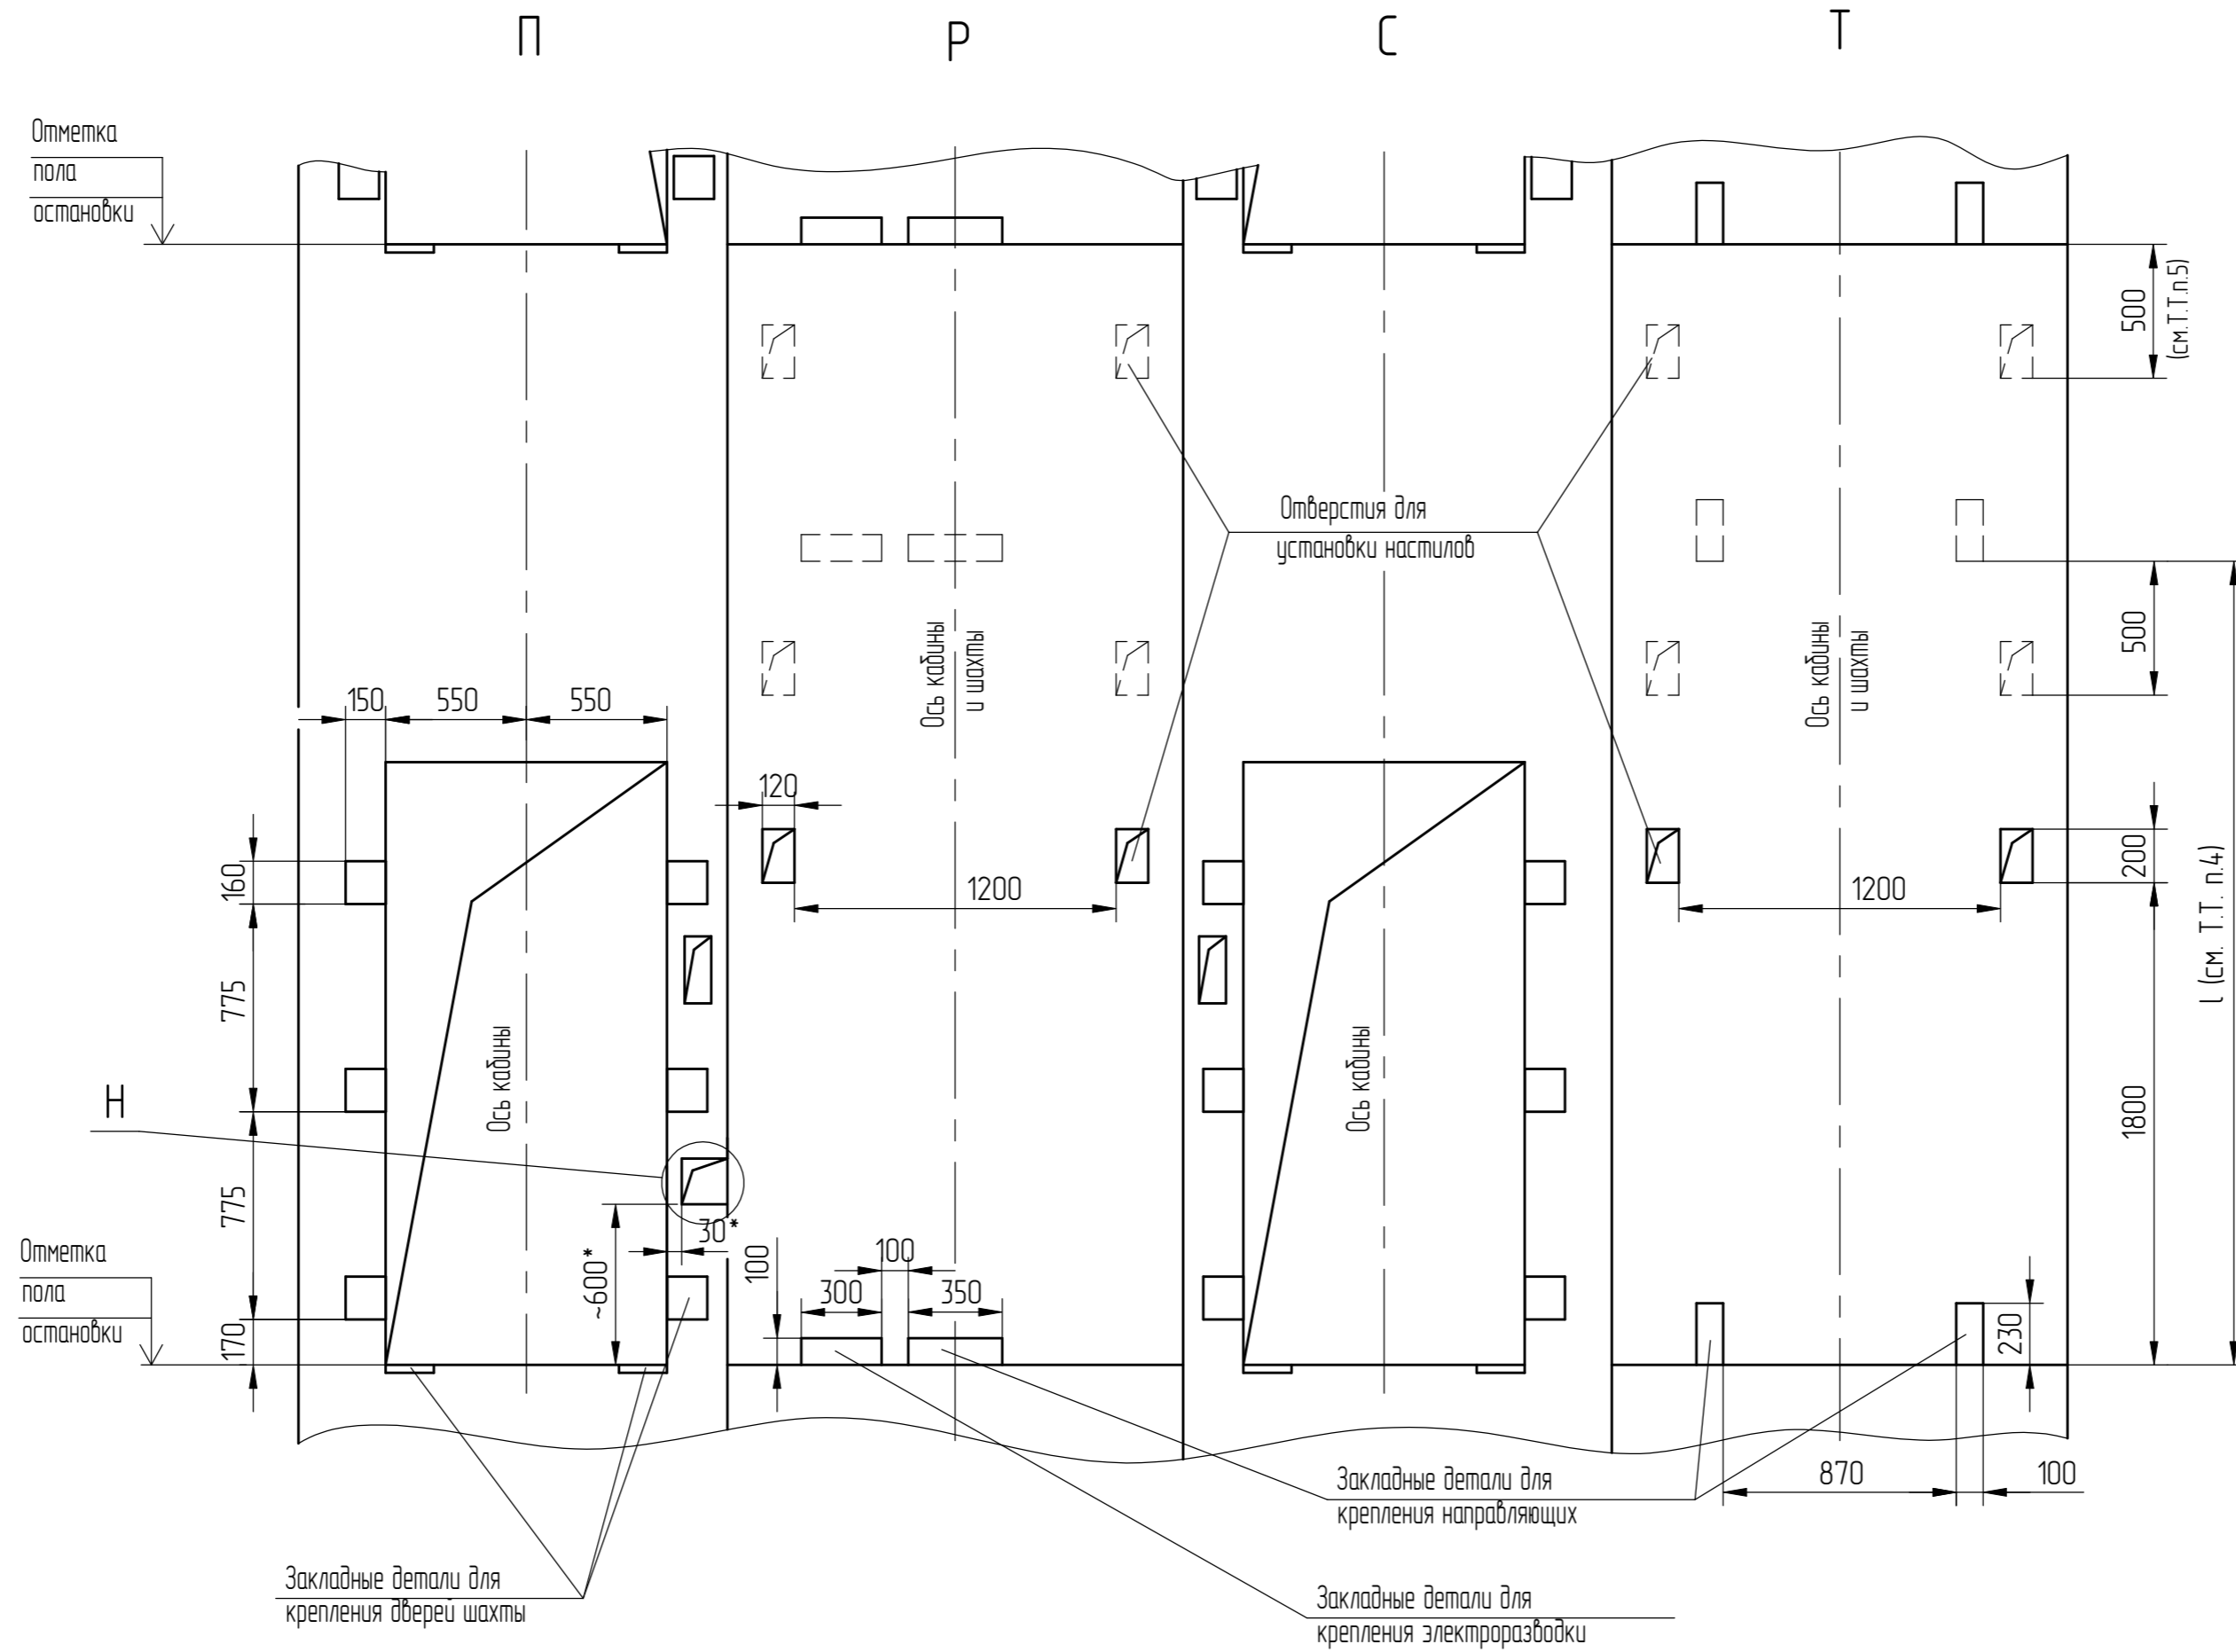 П
Р
С
Т
Отметка
пола
остановки
500
(см.Т.Т.п.5)
Отверстия для
установки настилов
Ось кабины
и шахты
Ось кабины
и шахты
500
150
550
550
120
160
1200
1200
200
l (см. Т.Т. п.4)
775
Ось кабины
Ось кабины
Н
1800
775
30*
~600*
Отметка
пола
остановки
170
100
100
300
350
230
Закладные детали для
крепления направляющих
870
100
Закладные детали для
крепления дверей шахты
Закладные детали для
крепления электроразводки